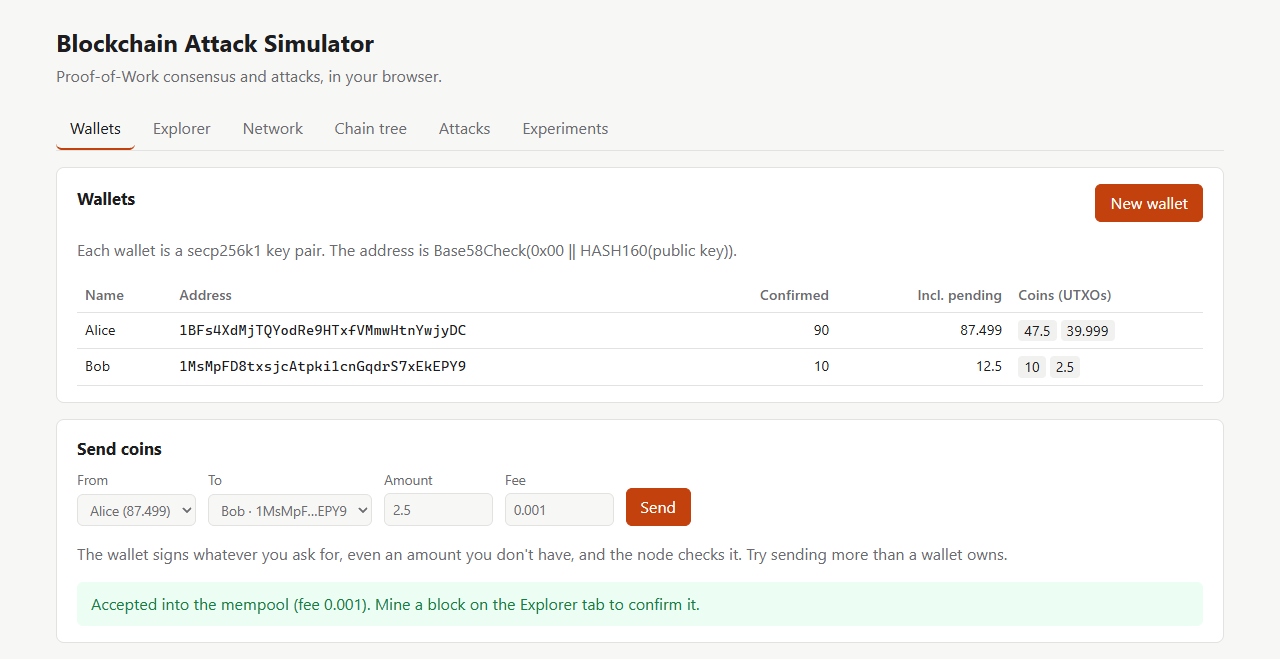 Blockchain Attack Simulator
Proof-of-Work consensus and attacks, in your browser.
Wallets Explorer Network Chain tree Attacks Experiments
Wallets
New wallet
Each wallet is a secp256k1 key pair. The address is Base58Check(0x00 || HASH160(public key)).
Name Address Confirmed Incl. pending Coins (UTXOs)
Alice 1BFs4XdMjTQYodRe9HTxfVMmwHtnYwjyDC 90 87.499 47.5 39.999
Bob 1MsMpFD8txsjcAtpki1cnGqdrS7xEkEPY9 10 12.5 10 2.5
Send coins
From To Amount Fee
Alice (87.499) Bob · 1MsMpF...EPY9 2.5 0.001 Send
The wallet signs whatever you ask for, even an amount you don't have, and the node checks it. Try sending more than a wallet owns.
Accepted into the mempool (fee 0.001). Mine a block on the Explorer tab to confirm it.